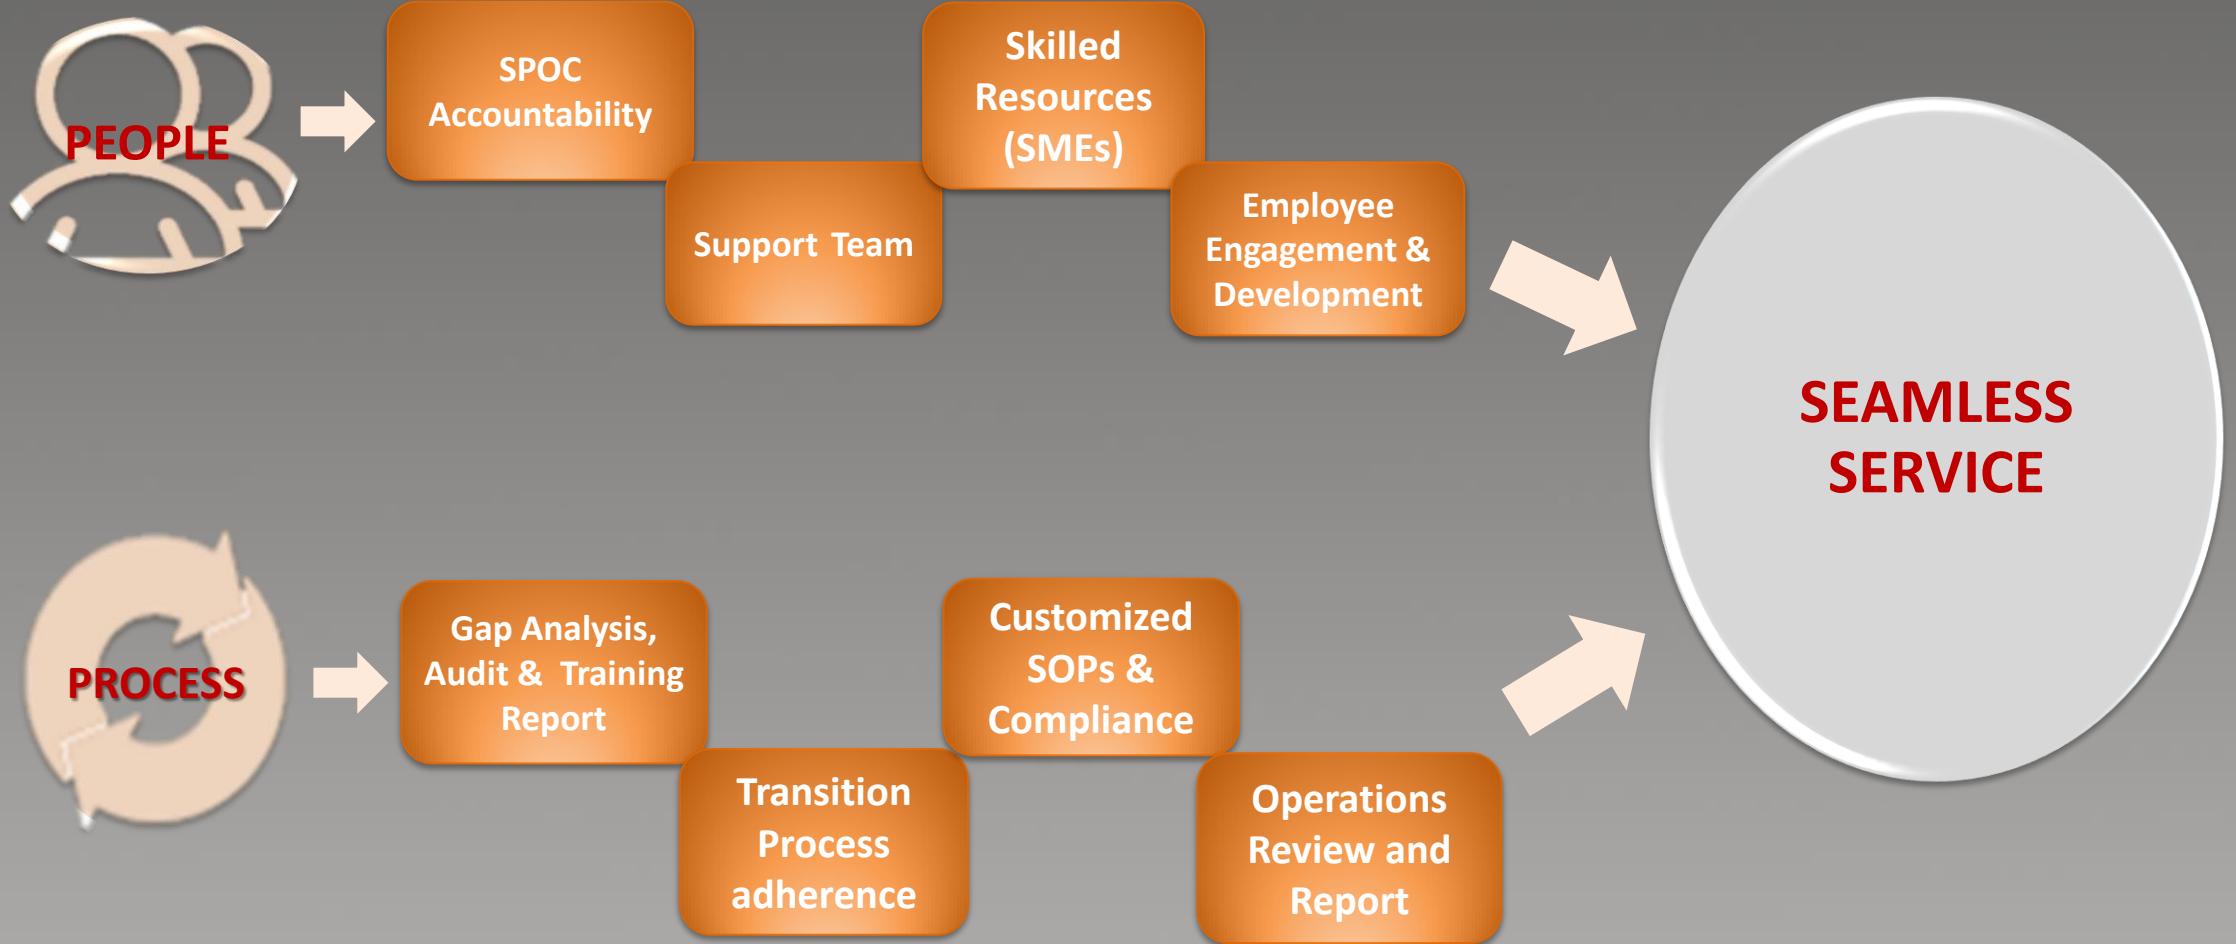 PEOPLE
SPOC
Accountability
Support Team
Skilled
Resources
(SMEs)
Employee
Engagement &
Development
SEAMLESS
SERVICE
PROCESS
Gap Analysis,
Audit & Training
Report
Transition
Process
adherence
Customized
SOPs &
Compliance
Operations
Review and
Report